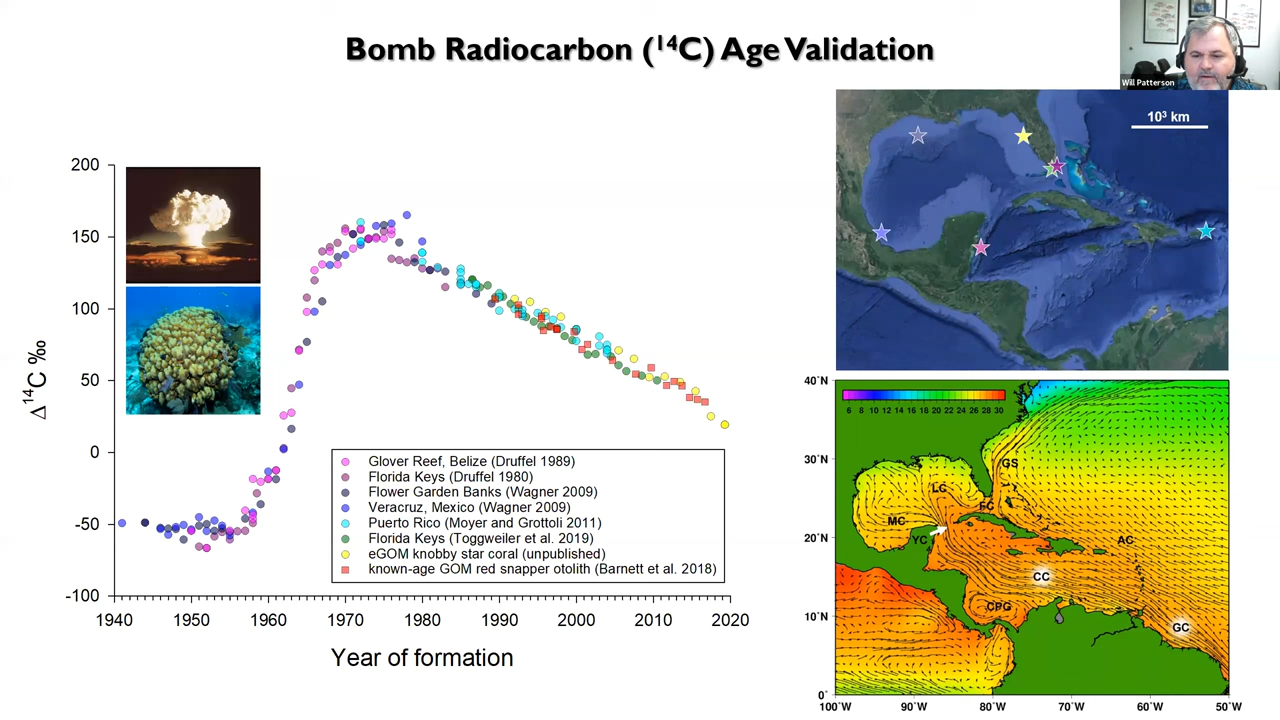 Bomb Radiocarbon (¹⁴C) Age Validation
Will Patterson
10³ km
200
150
100
50
0
-50
-100
Δ¹⁴C ‰
1940 1950 1960 1970 1980 1990 2000 2010 2020
Year of formation
Glover Reef, Belize (Druffel 1989)
Florida Keys (Druffel 1980)
Flower Garden Banks (Wagner 2009)
Veracruz, Mexico (Wagner 2009)
Puerto Rico (Moyer and Grottoli 2011)
Florida Keys (Toggweiler et al. 2019)
eGOM knobby star coral (unpublished)
known-age GOM red snapper otolith (Barnett et al. 2018)
40°N
6 8 10 12 14 16 18 20 22 24 26 28 30
30°N
GS
LC
FC
MC
20°N
YC
AC
CC
CPG
10°N
GC
0°
100°W 90°W 80°W 70°W 60°W 50°W